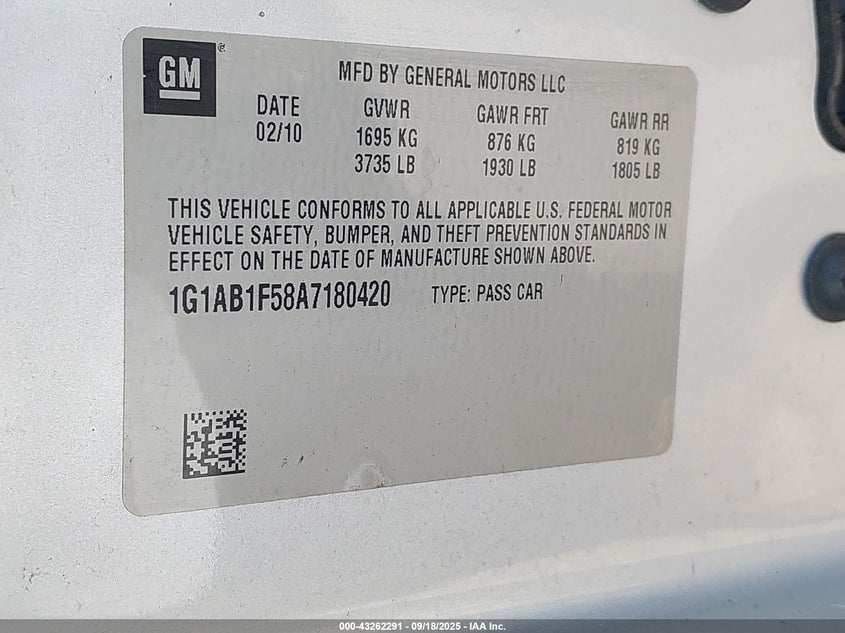 GM
MFD BY GENERAL MOTORS LLC
DATE GVWR GAWR FRT GAWR RR
02/10 1695 KG 876 KG 819 KG
3735 LB 1930 LB 1805 LB
THIS VEHICLE CONFORMS TO ALL APPLICABLE U.S. FEDERAL MOTOR
VEHICLE SAFETY, BUMPER, AND THEFT PREVENTION STANDARDS IN
EFFECT ON THE DATE OF MANUFACTURE SHOWN ABOVE.
1G1AB1F58A7180420 TYPE: PASS CAR
000-43262291 - 09/18/2025 - IAA Inc.